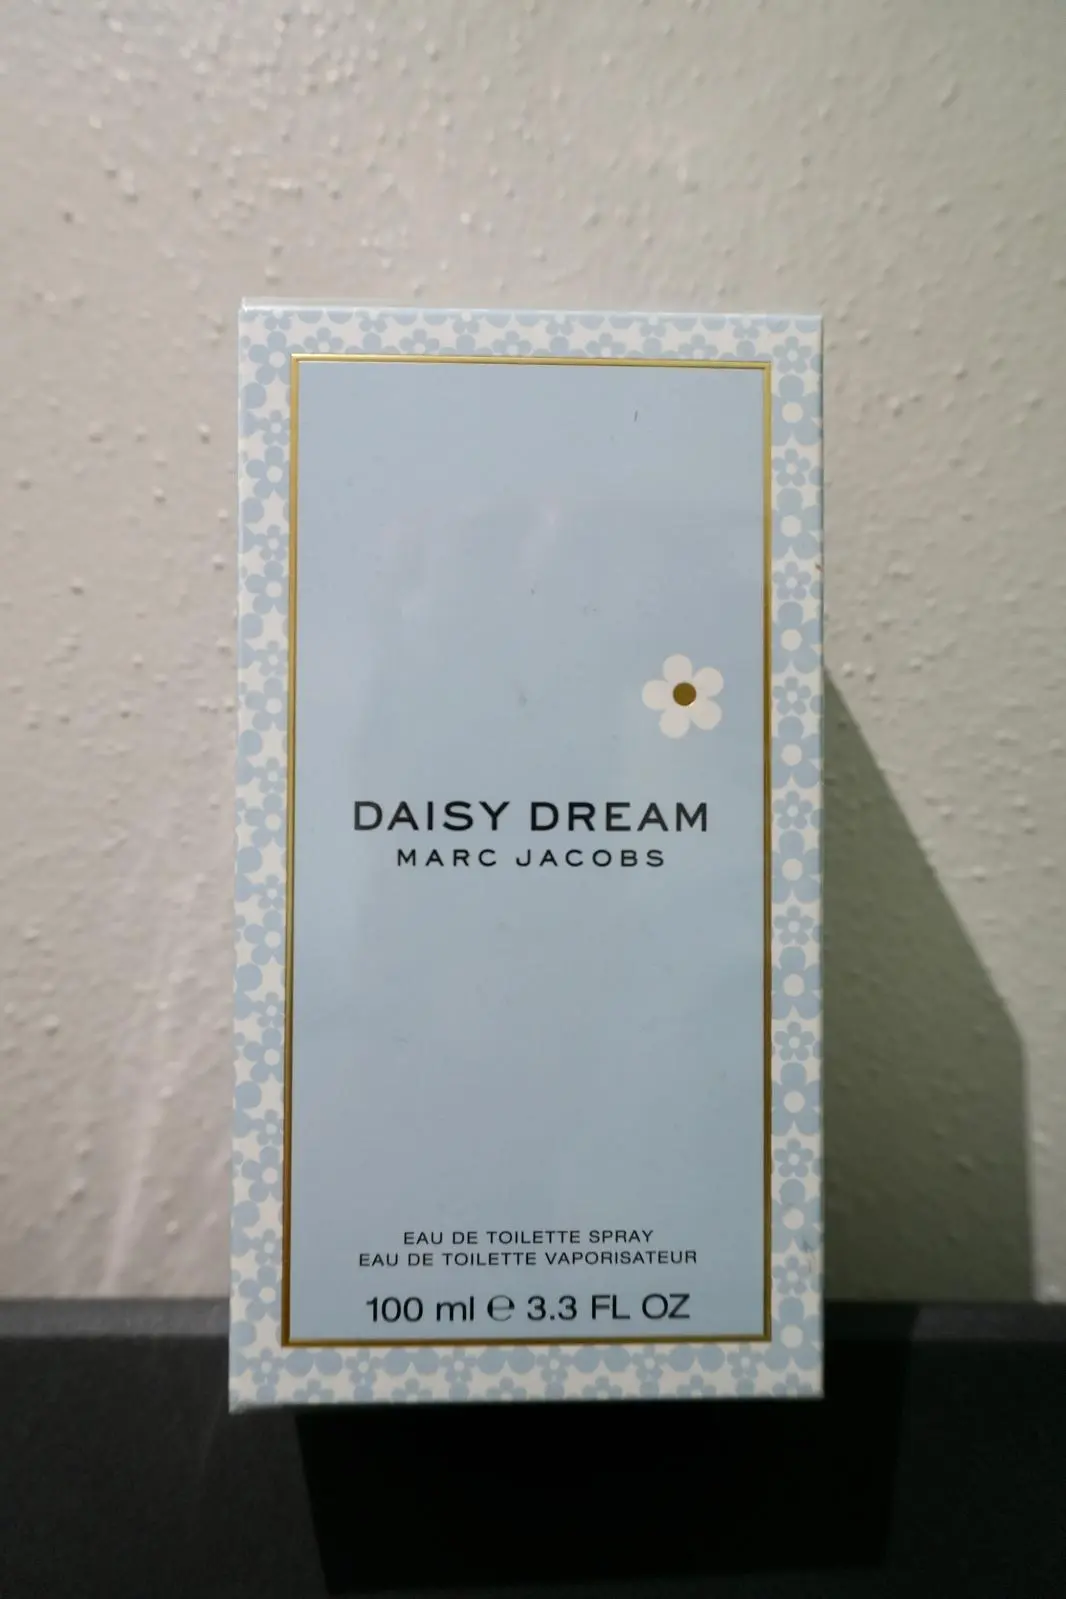 DAISY DREAM
MARC JACOBS
EAU DE TOILETTE SPRAY
EAU DE TOILETTE VAPORISATEUR
100 ml ℮ 3.3 FL OZ